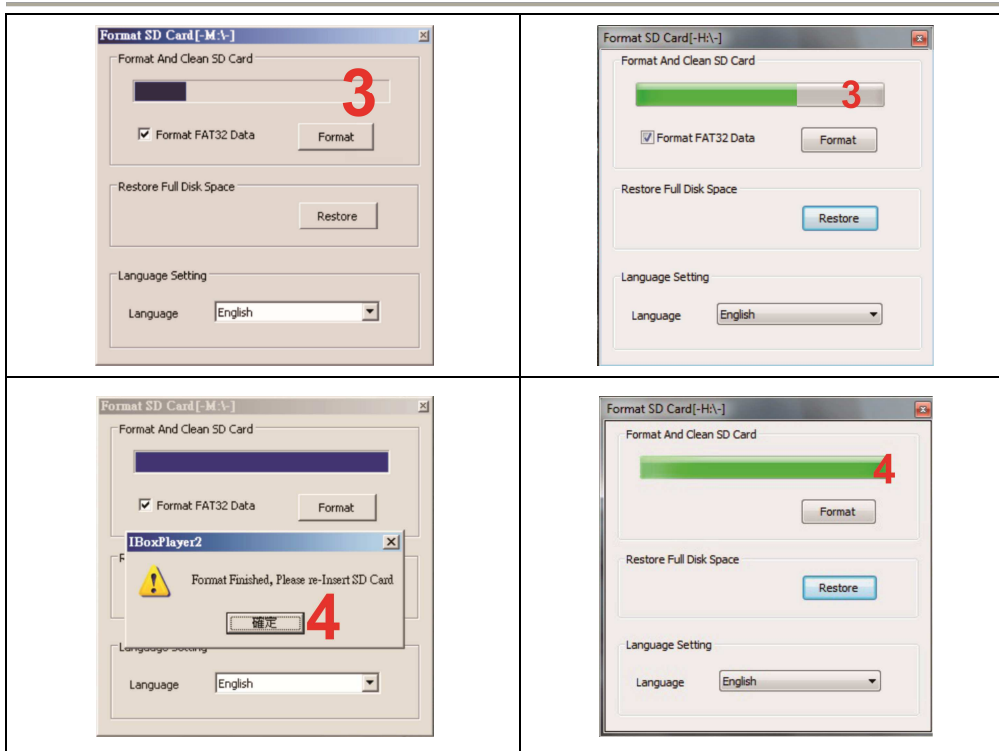 Format SD Card[-M:\-]
Format And Clean SD Card
3
Format FAT32 Data
Format
Restore Full Disk Space
Restore
Language Setting
Language
English
Format SD Card[-H:\-]
Format And Clean SD Card
3
Format FAT32 Data
Format
Restore Full Disk Space
Restore
Language Setting
Language
English
Format SD Card[-M:\-]
Format And Clean SD Card
Format FAT32 Data
Format
IBoxPlayer2
Format Finished, Please re-Insert SD Card
確定
4
Language Setting
Language
English
Format SD Card[-H:\-]
Format And Clean SD Card
4
Format
Restore Full Disk Space
Restore
Language Setting
Language
English